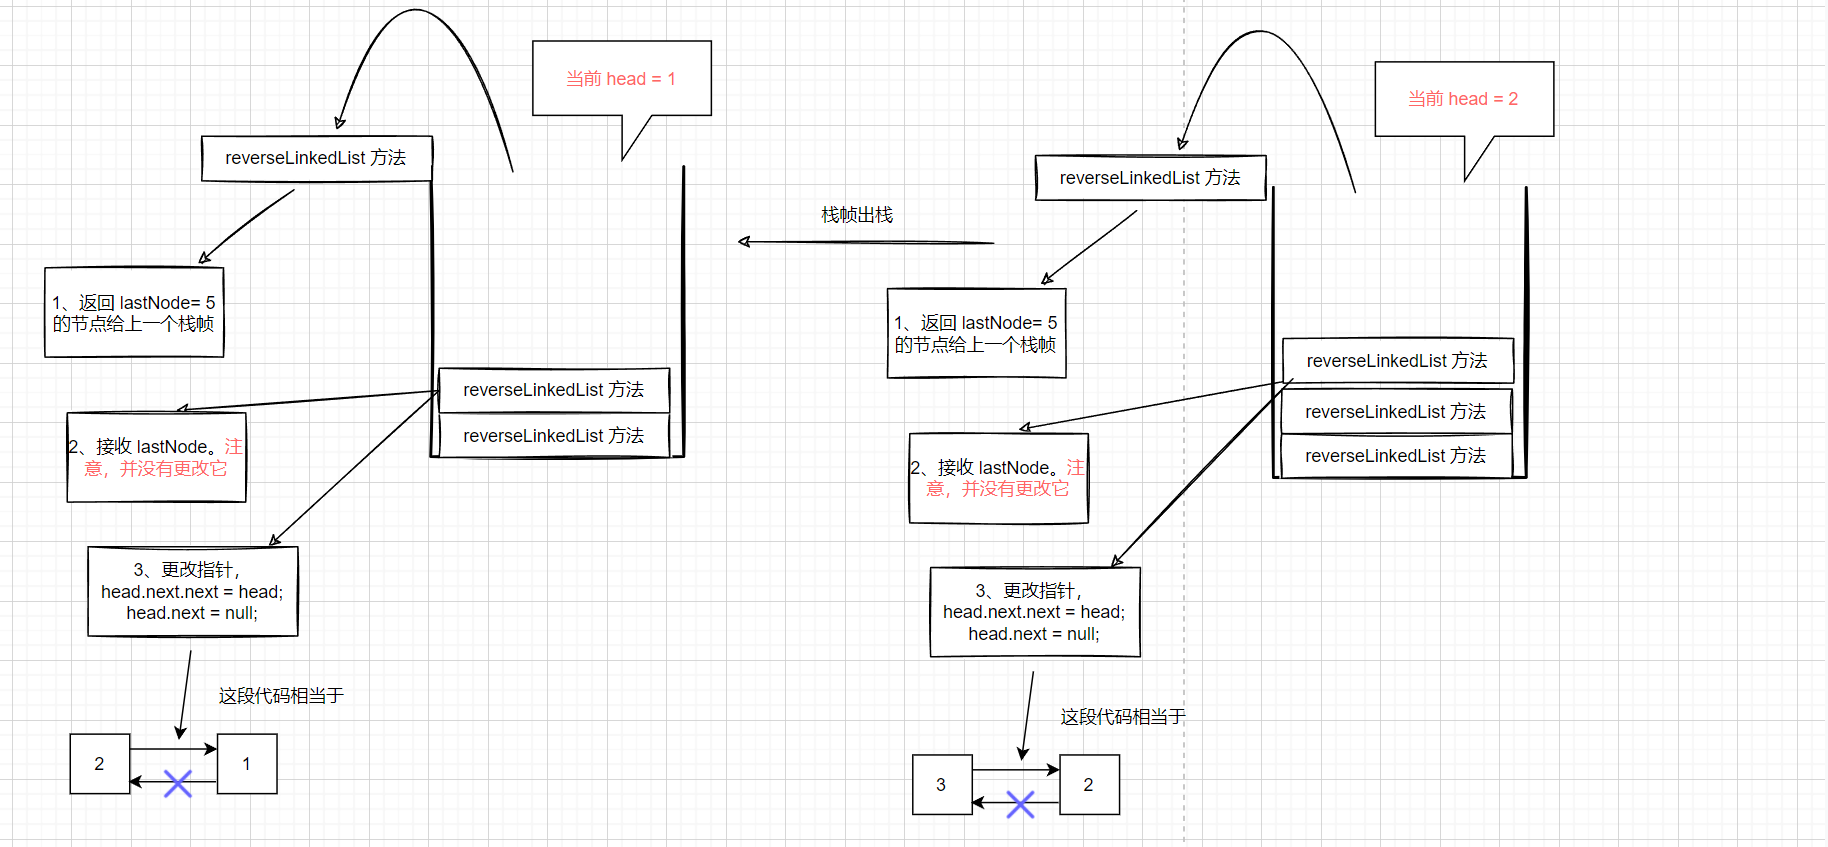 当前 head = 1
reverseLinkedList 方法
1、返回 lastNode= 5
的节点给上一个栈帧
reverseLinkedList 方法
reverseLinkedList 方法
2、接收 lastNode。注
意，并没有更改它
3、更改指针，
head.next.next = head;
head.next = null;
这段代码相当于
2
1
栈帧出栈
当前 head = 2
reverseLinkedList 方法
1、返回 lastNode= 5
的节点给上一个栈帧
reverseLinkedList 方法
reverseLinkedList 方法
reverseLinkedList 方法
2、接收 lastNode。注
意，并没有更改它
3、更改指针，
head.next.next = head;
head.next = null;
这段代码相当于
3
2